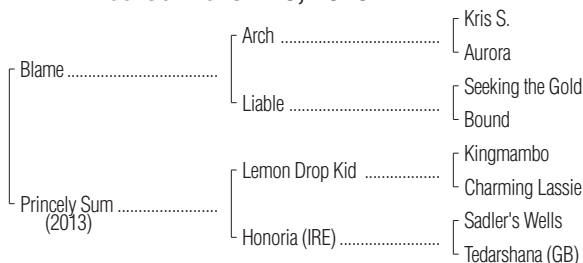 Kris S.
Arch
Aurora
Blame
Seeking the Gold
Liable
Bound
Kingmambo
Lemon Drop Kid
Charming Lassie
Princely Sum
(2013)
Sadler's Wells
Honoria (IRE)
Tedarshana (GB)